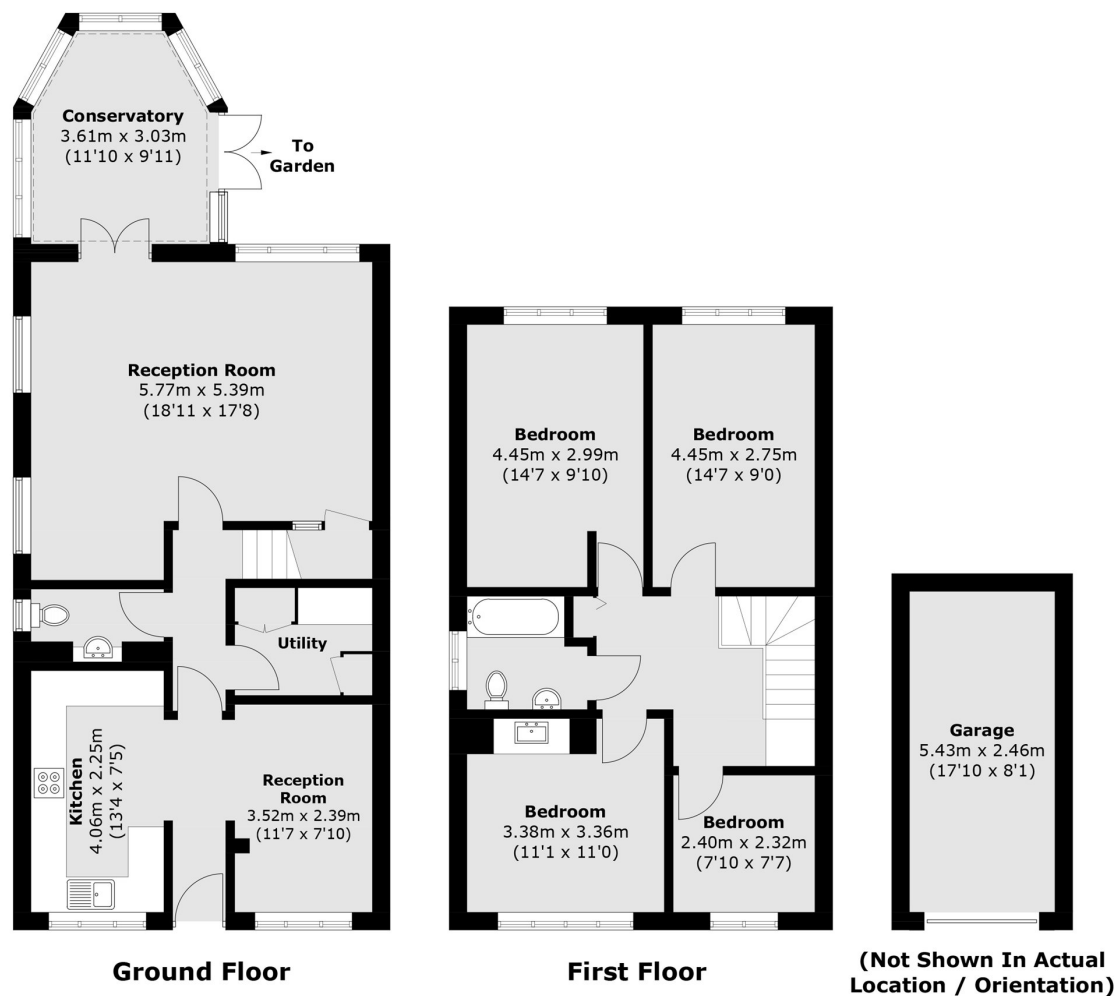 Conservatory
3.61m x 3.03m
(11'10 x 9'11)
To
Garden
Reception Room
5.77m x 5.39m
(18'11 x 17'8)
Utility
Kitchen
4.06m x 2.25m
(13'4 x 7'5)
Reception
Room
3.52m x 2.39m
(11'7 x 7'10)
Ground Floor
Bedroom
4.45m x 2.99m
(14'7 x 9'10)
Bedroom
4.45m x 2.75m
(14'7 x 9'0)
Bedroom
3.38m x 3.36m
(11'1 x 11'0)
Bedroom
2.40m x 2.32m
(7'10 x 7'7)
First Floor
Garage
5.43m x 2.46m
(17'10 x 8'1)
(Not Shown In Actual
Location / Orientation)